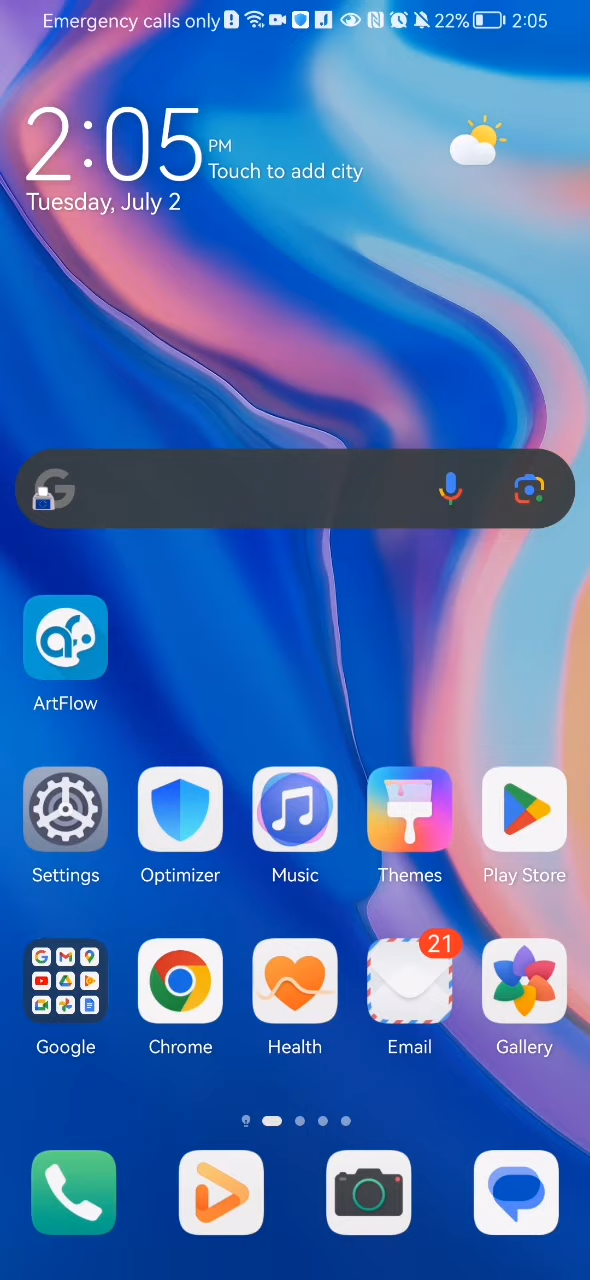 Emergency calls only 22% 2:05
2:05 PM
Touch to add city
Tuesday, July 2
ArtFlow
Settings Optimizer Music Themes Play Store
21
Google Chrome Health Email Gallery